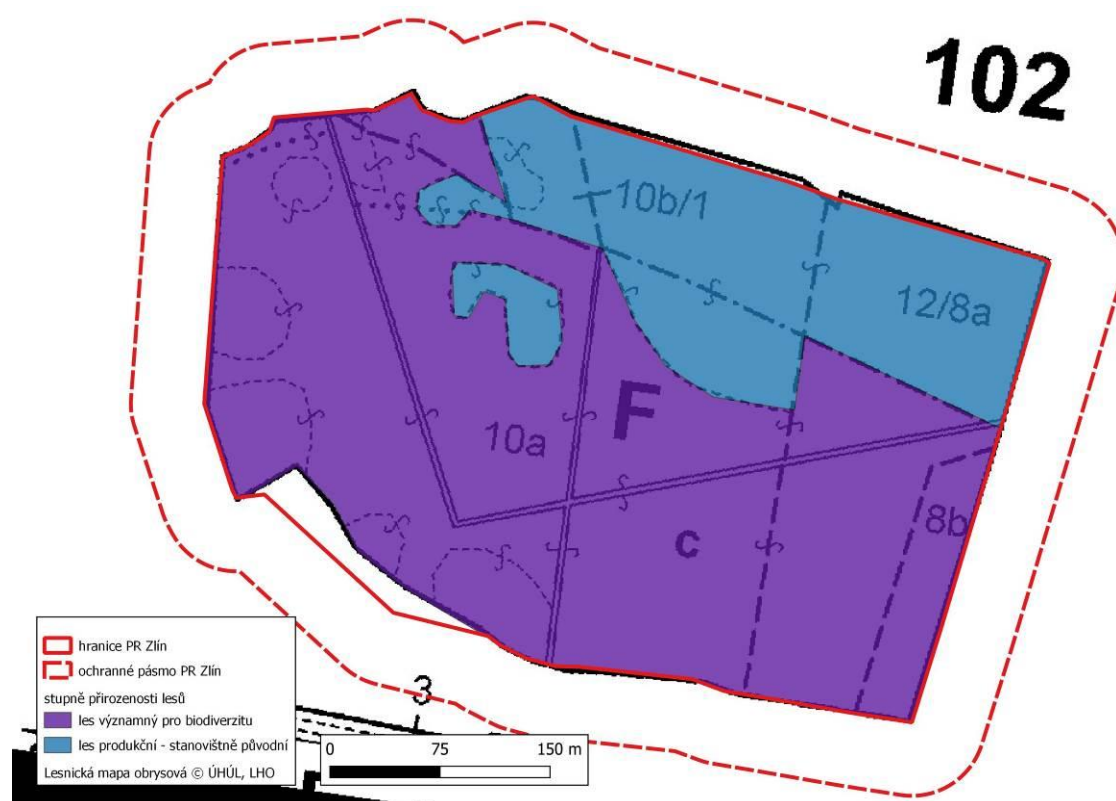 102
10b/1
12/8a
F
10a
8b
c
3
hranice PR Zlín
ochranné pásmo PR Zlín
stupně přirozenosti lesů
les významný pro biodiverzitu
les produkční - stanovištně původní
Lesnická mapa obrysová © ÚHÚL, LHO
0 75 150 m